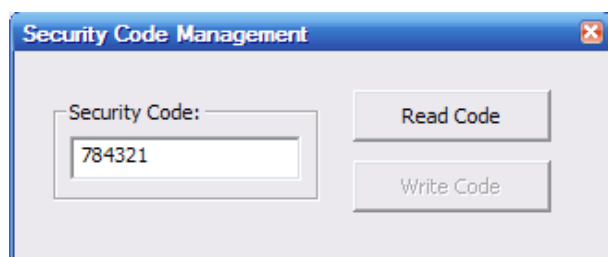 Security Code Management
Security Code:
784321
Read Code
Write Code